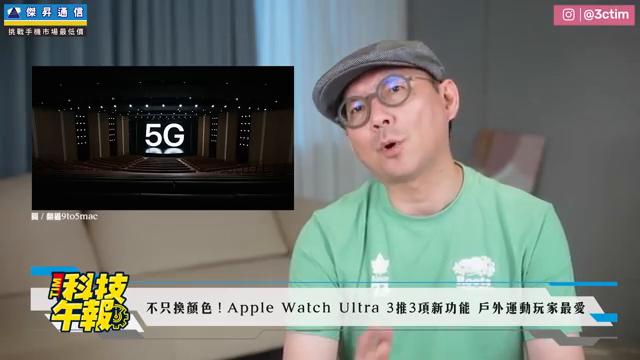 傑昇通信
挑戰手機市場最低價
@3ctim
5G
圖／翻攝9to5mac
科技午報
不只換顏色！Apple Watch Ultra 3推3項新功能 戶外運動玩家最愛
Roots